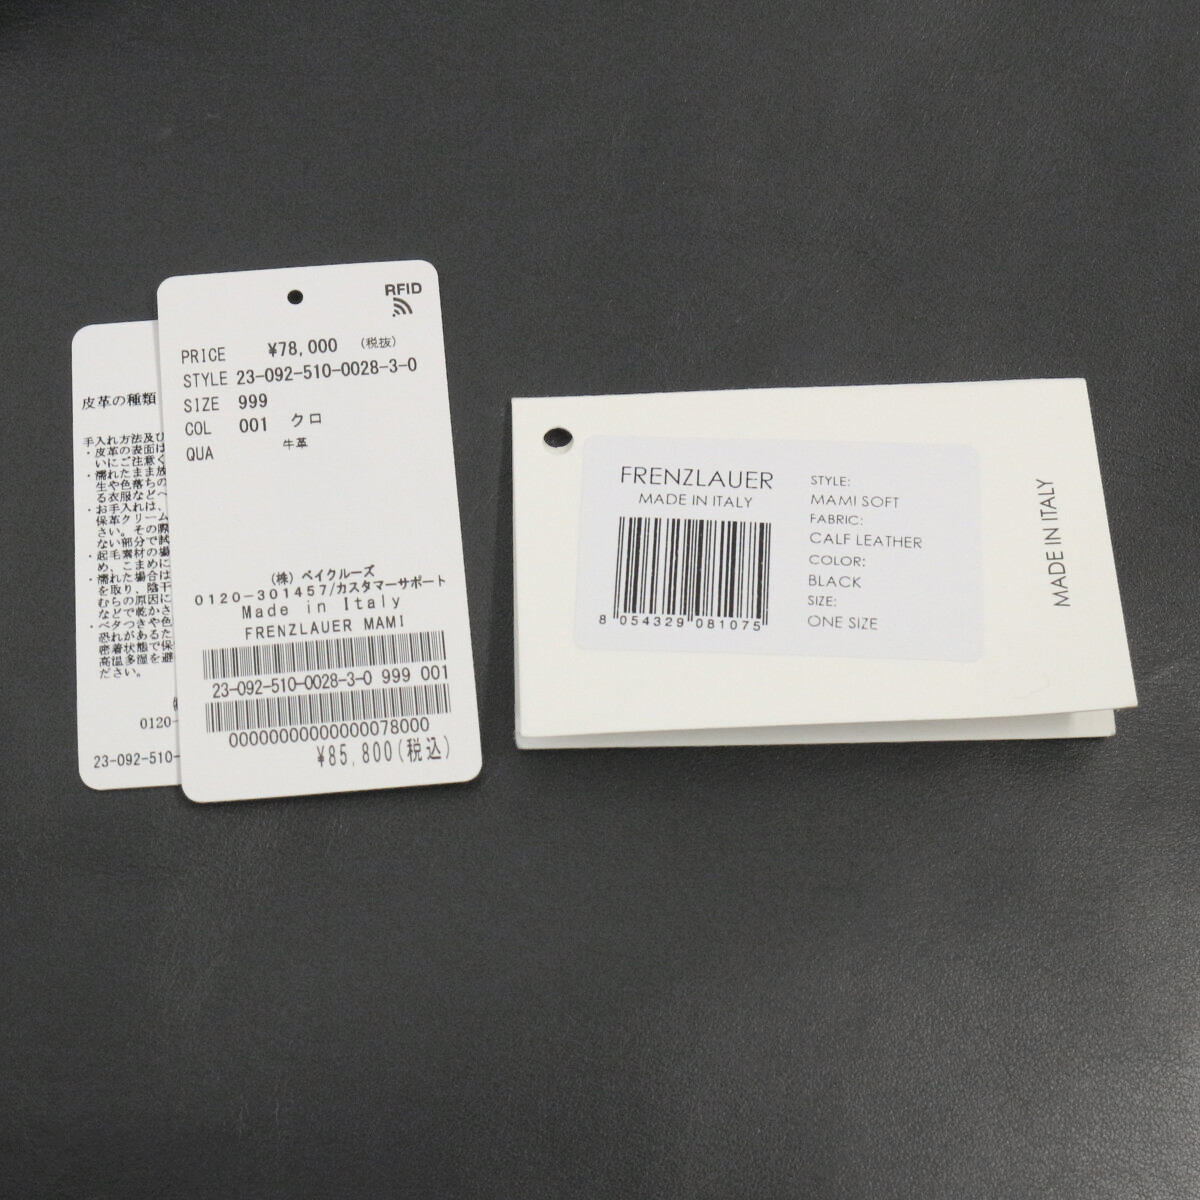 皮革の種類
手入れ方法及び
・皮革の表面は
いにご注意く
・濡れたまま放
生や色落ちの
る衣服などへ
・お手入れは、
保革クリーム
さい。その際
ない部分で試
・起毛素材の場
め、こまめに
・濡れた場合は
を取り、陰干
むらの原因に
などで乾かさ
・ベタつきや色
恐れがあるた
密着状態で保
高温多湿を避
ださい。
0120-
23-092-510-
RFID
PRICE ¥78,000 (税抜)
STYLE 23-092-510-0028-3-0
SIZE 999
COL 001 クロ
QUA 牛革
(株) ベイクルーズ
0120-301457/カスタマーサポート
Made in Italy
FRENZLAUER MAMI
23-092-510-0028-3-0 999 001
00000000000000078000
¥85,800(税込)
FRENZLAUER
MADE IN ITALY
8 054329 081075
STYLE:
MAMI SOFT
FABRIC:
CALF LEATHER
COLOR:
BLACK
SIZE:
ONE SIZE
MADE IN ITALY